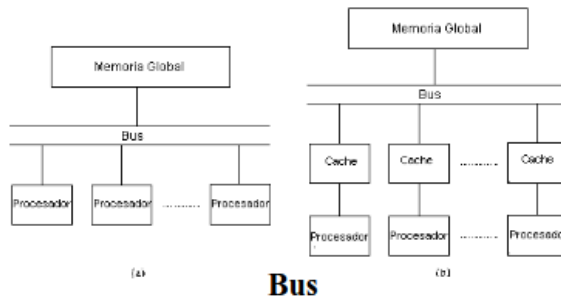 Memoria Global
Bus
Procesador Procesador ........... Procesador
(a)
Memoria Global
Bus
Cache Cache ........... Cache
Procesador Procesador ........... Procesador
(b)
Bus